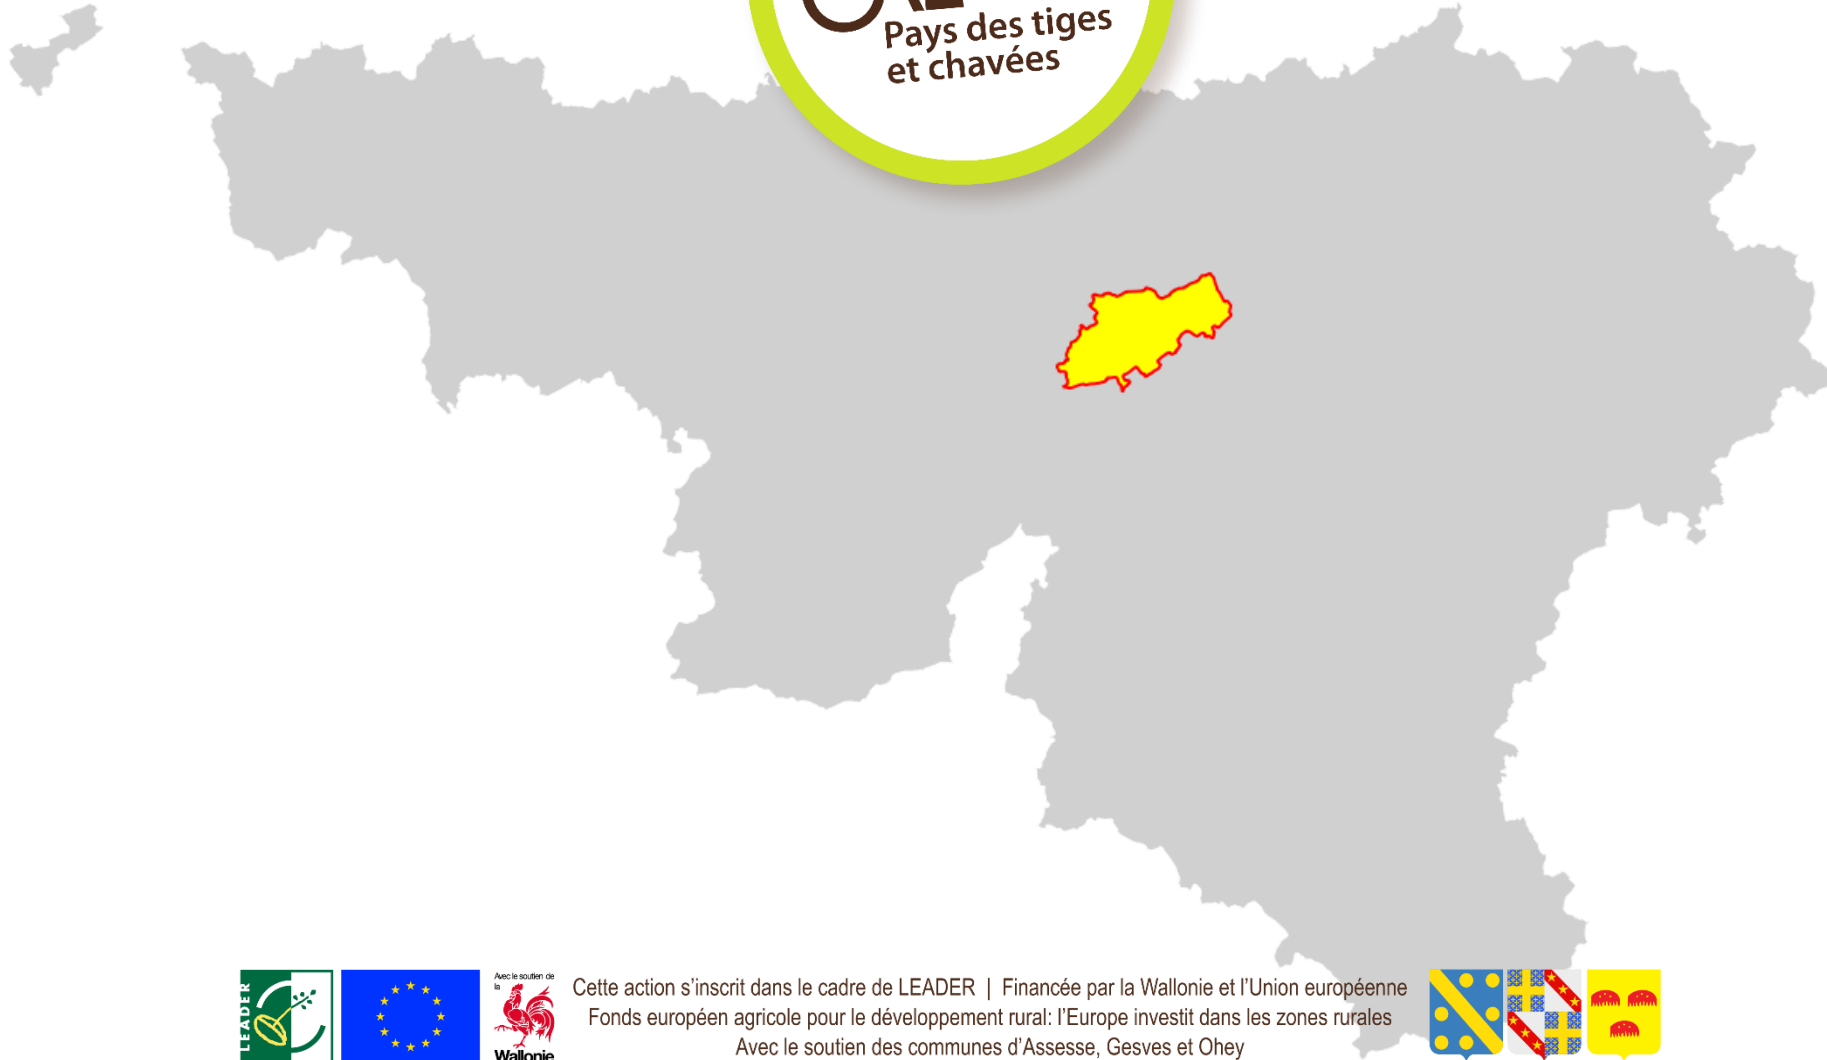 Pays des tiges
et chavées
LEADER
Avec le soutien de
la
Wallonie
Cette action s’inscrit dans le cadre de LEADER | Financée par la Wallonie et l’Union européenne
Fonds européen agricole pour le développement rural: l’Europe investit dans les zones rurales
Avec le soutien des communes d’Assesse, Gesves et Ohey